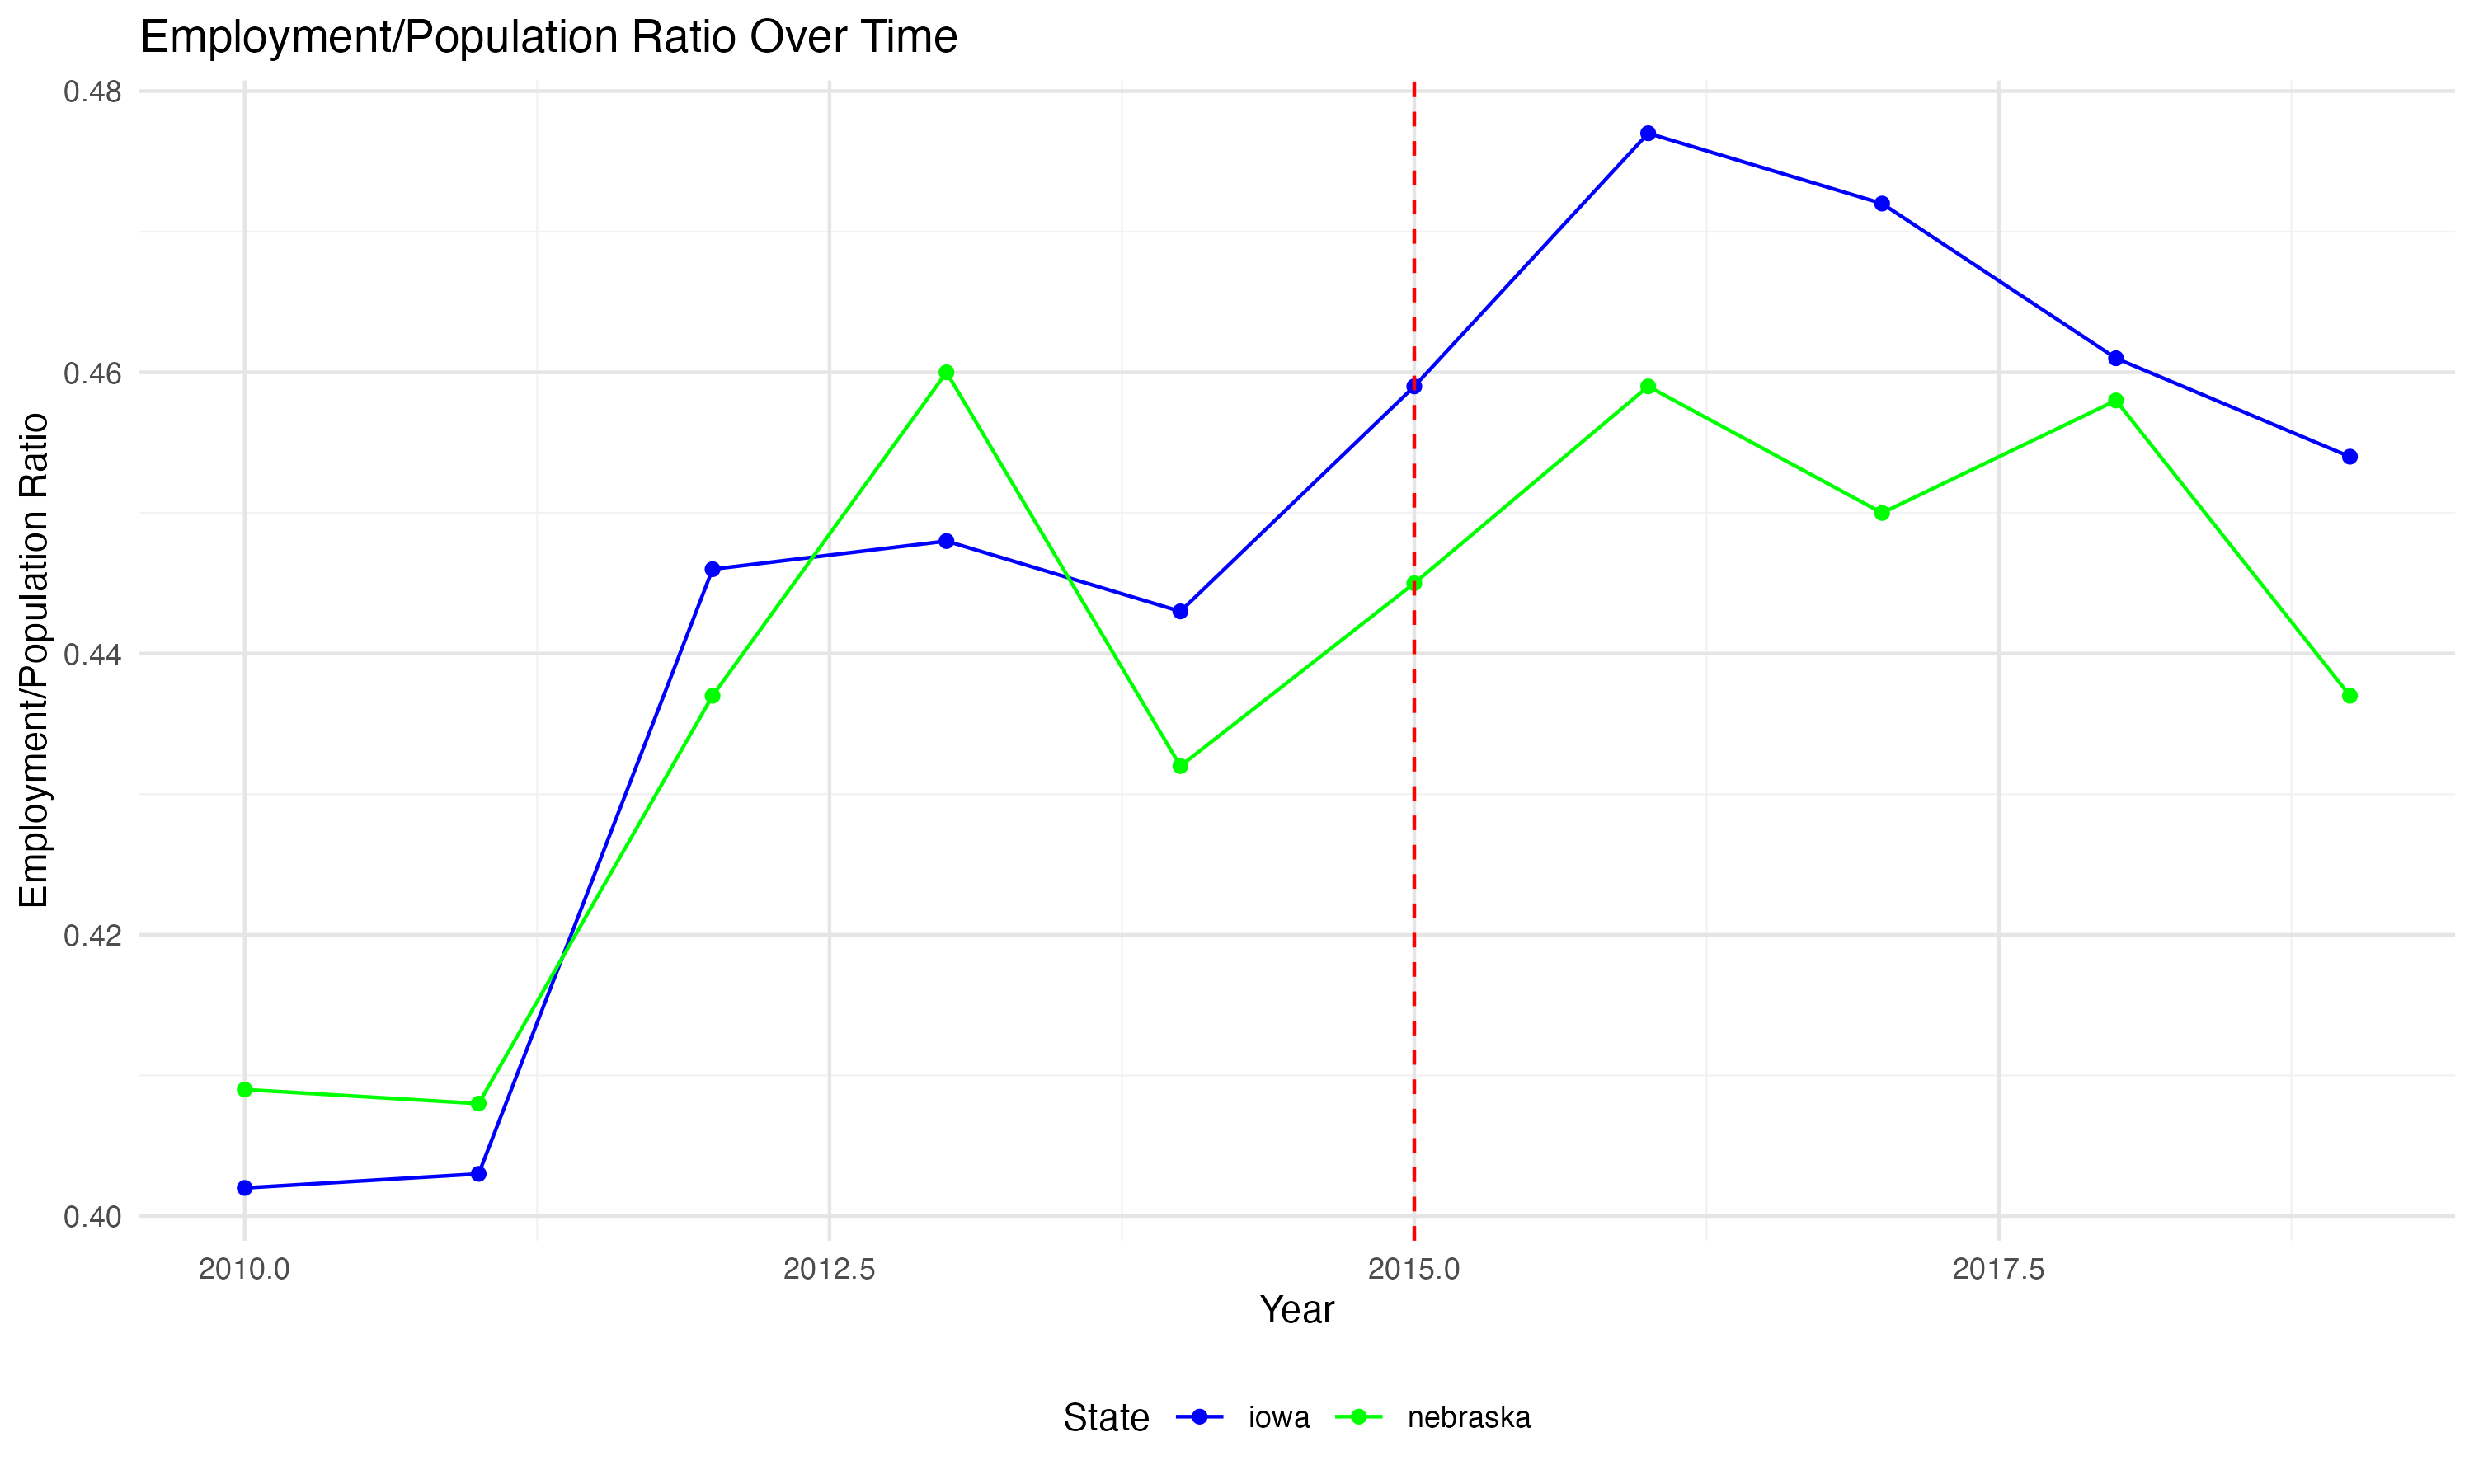 Employment/Population Ratio Over Time
Employment/Population Ratio
0.48
0.46
0.44
0.42
0.40
2010.0 2012.5 2015.0 2017.5
Year
State iowa nebraska